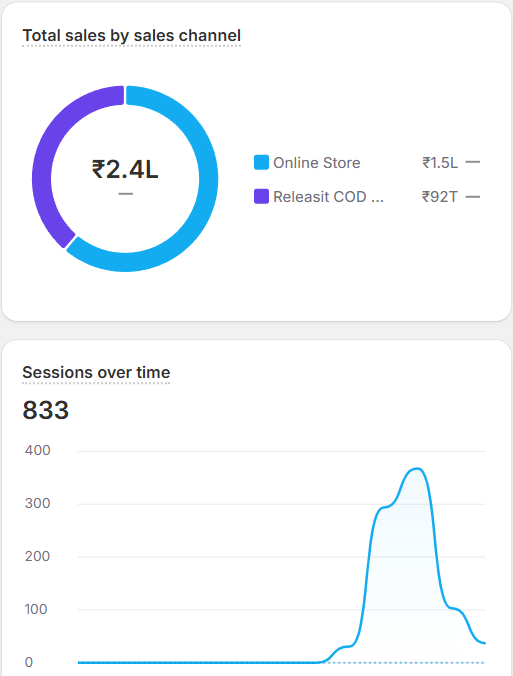 Total sales by sales channel
₹2.4L
—
Online Store ₹1.5L —
Releasit COD ... ₹92T —
Sessions over time
833
400
300
200
100
0